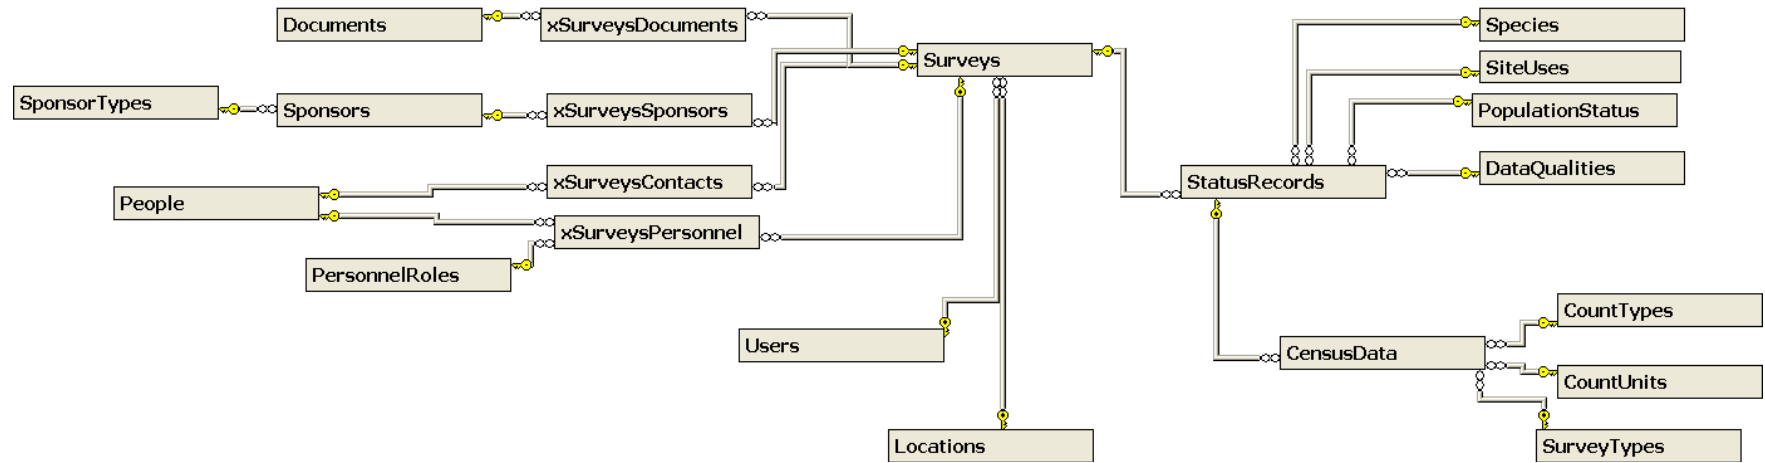 Documents
xSurveysDocuments
Species
Surveys
SiteUses
SponsorTypes
Sponsors
xSurveysSponsors
PopulationStatus
xSurveysContacts
StatusRecords
DataQualities
People
xSurveysPersonnel
PersonnelRoles
CountTypes
Users
CensusData
CountUnits
Locations
SurveyTypes